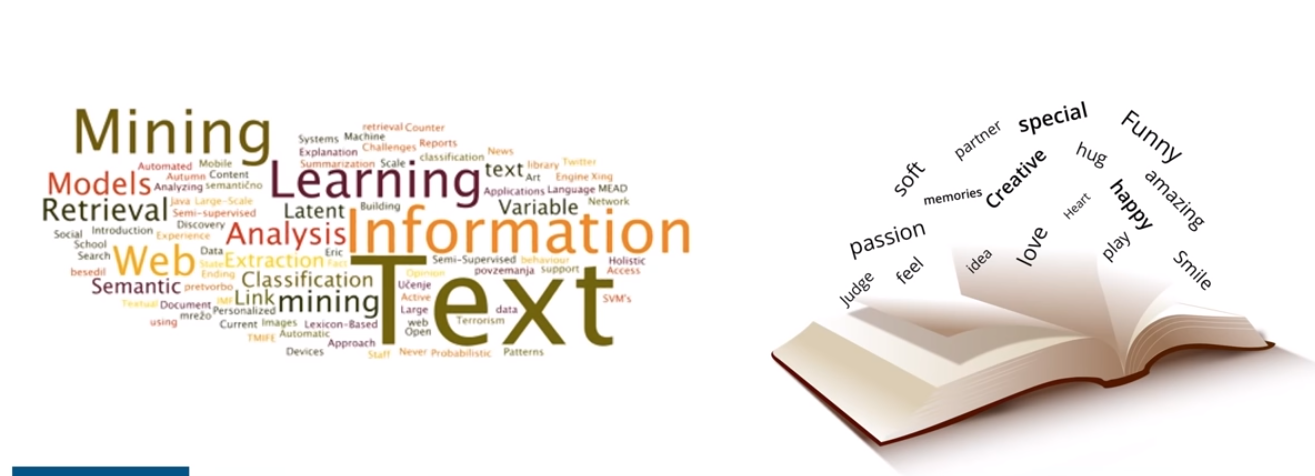 retrieval Counter
Mining
Systems Machine
Explanation Challenges Reports
classification News
Automated Mobile
Summarization Scale
Learning
text
library Twitter
Models
Autumn Content
Art
Engine Xing
Analyzing semantično
Applications Language MEAD
Retrieval
Java Large-Scale
Semi-supervised
Latent
Building
Variable
Network
Social Introduction Discovery
Experience
Analysis
Information
School
Search
Web
Data
Eric
State
Extraction
Fact
Semi-Supervised behaviour
Holistic
besedil
Ending
Opinion
povzemanja support
Access
Semantic
pretvorbo
Classification
Text
Učenje
Textual Document
IMF
Link
mining
Active
SVM's
mrežo Personalized
Large
data
using
Current Images Lexicon-Based
web
Terrorism
Open
TMIFE Automatic
Approach
Devices
Staff Never Probabilistic Patterns
special
Funny
partner
Creative
hug
soft
memories
Heart
happy
amazing
passion
love
play
Smile
Judge
feel
idea